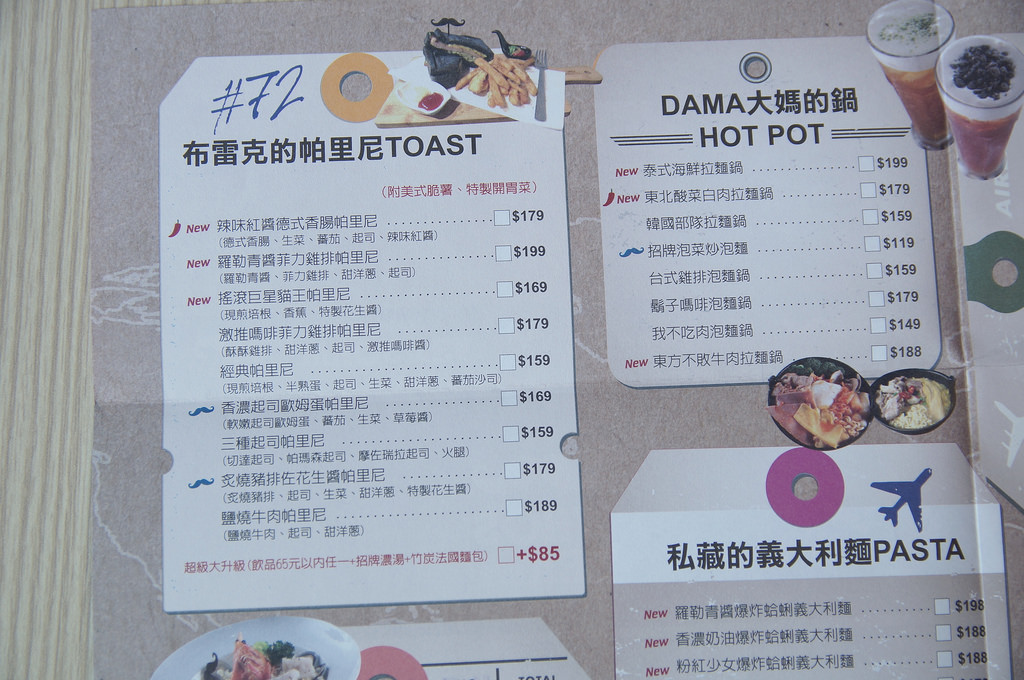 #72
布雷克的帕里尼TOAST
(附美式脆薯、特製開胃菜)
New 辣味紅醬德式香腸帕里尼 $179
(德式香腸、生菜、蕃茄、起司、辣味紅醬)
New 羅勒青醬菲力雞排帕里尼 $199
(羅勒青醬、菲力雞排、甜洋蔥、起司)
New 搖滾巨星貓王帕里尼 $169
(現煎培根、香蕉、特製花生醬)
激推嗎啡菲力雞排帕里尼 $179
(酥酥雞排、甜洋蔥、起司、激推嗎啡醬)
經典帕里尼 $159
(現煎培根、半熟蛋、起司、生菜、甜洋蔥、蕃茄沙司)
香濃起司歐姆蛋帕里尼 $169
(軟嫩起司歐姆蛋、蕃茄、生菜、草莓醬)
三種起司帕里尼 $159
(切達起司、帕瑪森起司、摩佐瑞拉起司、火腿)
炙燒豬排佐花生醬帕里尼 $179
(炙燒豬排、起司、生菜、甜洋蔥、特製花生醬)
鹽燒牛肉帕里尼 $189
(鹽燒牛肉、起司、甜洋蔥)
超級大升級(飲品65元以內任一+招牌濃湯+竹炭法國麵包) +$85
DAMA大媽的鍋
HOT POT
New 泰式海鮮拉麵鍋 $199
New 東北酸菜白肉拉麵鍋 $179
韓國部隊拉麵鍋 $159
招牌泡菜炒泡麵 $119
台式雞排泡麵鍋 $159
鬍子嗎啡泡麵鍋 $179
我不吃肉泡麵鍋 $149
New 東方不敗牛肉拉麵鍋 $188
私藏的義大利麵PASTA
New 羅勒青醬爆炸蛤蜊義大利麵 $198
New 香濃奶油爆炸蛤蜊義大利麵 $188
New 粉紅少女爆炸蛤蜊義大利麵 $188
TOTAL